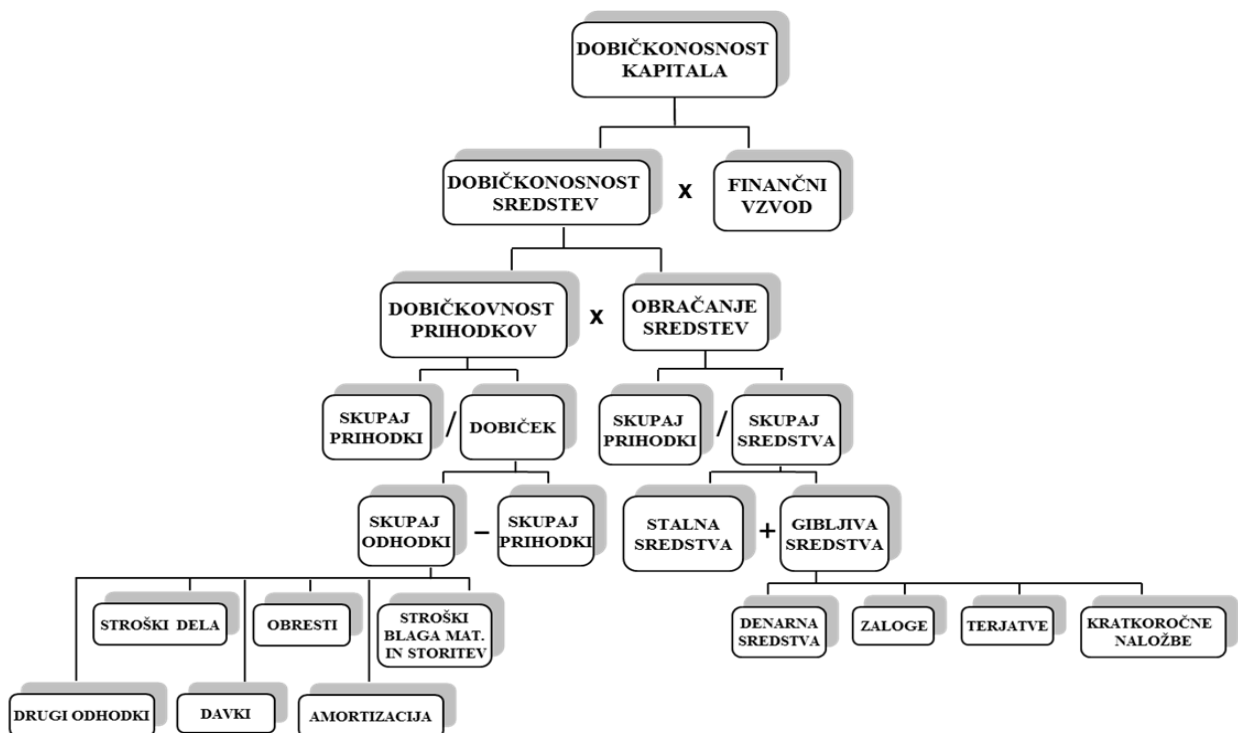 DOBIČKONOSNOST
KAPITALA
DOBIČKONOSNOST
SREDSTEV
x
FINANČNI
VZVOD
DOBIČKOVNOST
PRIHODKOV
x
OBRAČANJE
SREDSTEV
SKUPAJ
PRIHODKI
/
DOBIČEK
SKUPAJ
PRIHODKI
/
SKUPAJ
SREDSTVA
SKUPAJ
ODHODKI
–
SKUPAJ
PRIHODKI
STALNA
SREDSTVA
+
GIBLJIVA
SREDSTVA
STROŠKI DELA
OBRESTI
STROŠKI
BLAGA MAT.
IN STORITEV
DENARNA
SREDSTVA
ZALOGE
TERJATVE
KRATKOROČNE
NALOŽBE
DRUGI ODHODKI
DAVKI
AMORTIZACIJA